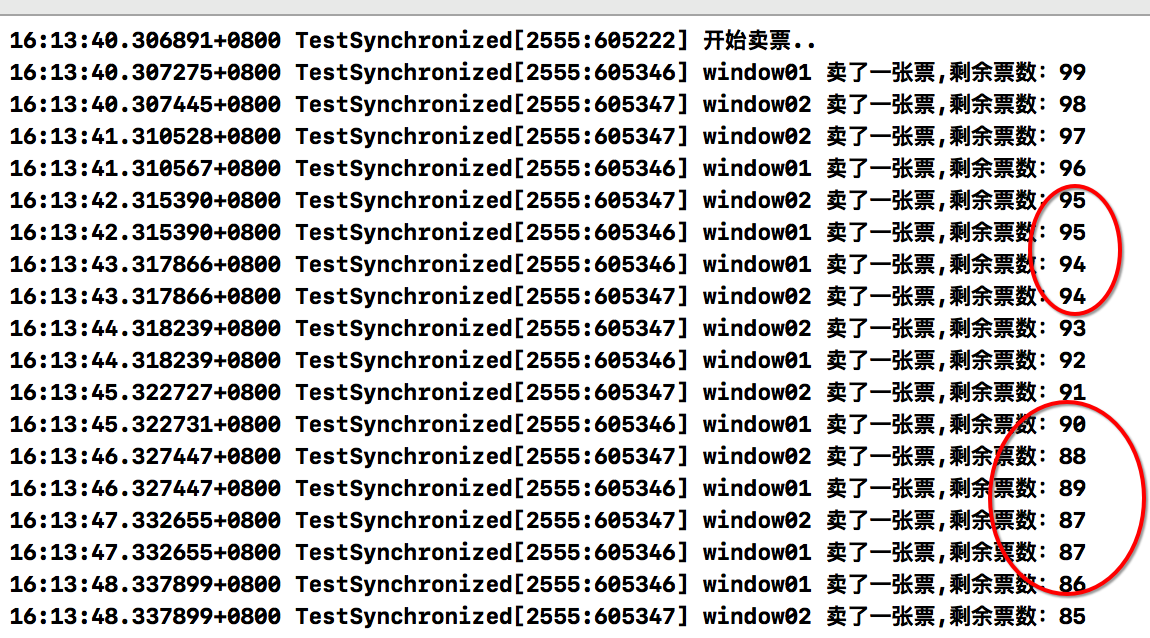 16:13:40.306891+0800 TestSynchronized[2555:605222] 开始卖票..
16:13:40.307275+0800 TestSynchronized[2555:605346] window01 卖了一张票,剩余票数: 99
16:13:40.307445+0800 TestSynchronized[2555:605347] window02 卖了一张票,剩余票数: 98
16:13:41.310528+0800 TestSynchronized[2555:605347] window02 卖了一张票,剩余票数: 97
16:13:41.310567+0800 TestSynchronized[2555:605346] window01 卖了一张票,剩余票数: 96
16:13:42.315390+0800 TestSynchronized[2555:605347] window02 卖了一张票,剩余票数: 95
16:13:42.315390+0800 TestSynchronized[2555:605346] window01 卖了一张票,剩余票数: 95
16:13:43.317866+0800 TestSynchronized[2555:605346] window01 卖了一张票,剩余票数: 94
16:13:43.317866+0800 TestSynchronized[2555:605347] window02 卖了一张票,剩余票数: 94
16:13:44.318239+0800 TestSynchronized[2555:605347] window02 卖了一张票,剩余票数: 93
16:13:44.318239+0800 TestSynchronized[2555:605346] window01 卖了一张票,剩余票数: 92
16:13:45.322727+0800 TestSynchronized[2555:605347] window02 卖了一张票,剩余票数: 91
16:13:45.322731+0800 TestSynchronized[2555:605346] window01 卖了一张票,剩余票数: 90
16:13:46.327447+0800 TestSynchronized[2555:605347] window02 卖了一张票,剩余票数: 88
16:13:46.327447+0800 TestSynchronized[2555:605346] window01 卖了一张票,剩余票数: 89
16:13:47.332655+0800 TestSynchronized[2555:605347] window02 卖了一张票,剩余票数: 87
16:13:47.332655+0800 TestSynchronized[2555:605346] window01 卖了一张票,剩余票数: 87
16:13:48.337899+0800 TestSynchronized[2555:605346] window01 卖了一张票,剩余票数: 86
16:13:48.337899+0800 TestSynchronized[2555:605347] window02 卖了一张票,剩余票数: 85